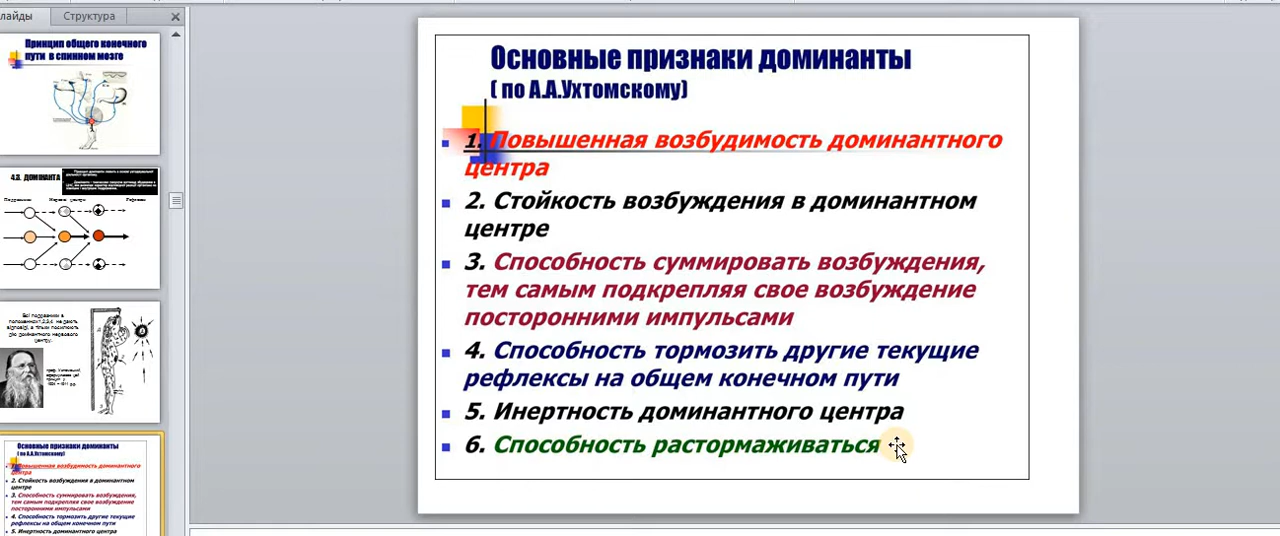 лайды
Структура
Принцип общего конечного
пути в спинном мозге
4.3. ДОМИНАНТА
Основные признаки доминанты
( по А.А.Ухтомскому)
1. Повышенная возбудимость доминантного
центра
2. Стойкость возбуждения в доминантном
центре
3. Способность суммировать возбуждения,
тем самым подкрепляя свое возбуждение
посторонними импульсами
4. Способность тормозить другие текущие
рефлексы на общем конечном пути
5. Инертность доминантного центра
6. Способность растормаживаться
Основные признаки доминанты
( по А.А.Ухтомскому)
1. Повышенная возбудимость доминантного
центра
2. Стойкость возбуждения в доминантном
центре
3. Способность суммировать возбуждения,
тем самым подкрепляя свое возбуждение
посторонними импульсами
4. Способность тормозить другие текущие
рефлексы на общем конечном пути
5. Инертность доминантного центра